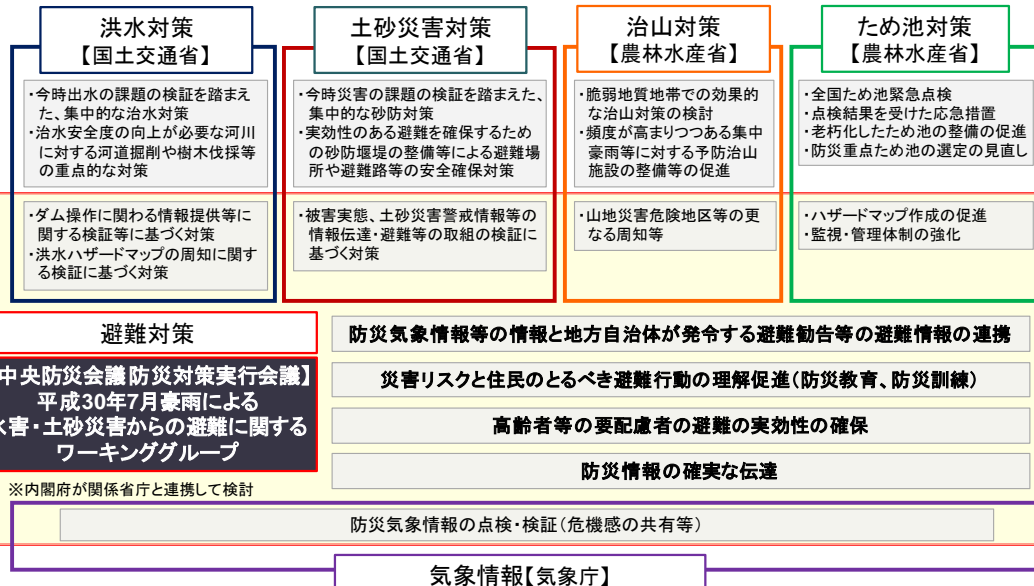 洪水対策
【国土交通省】
・今時出水の課題の検証を踏まえ
た、集中的な治水対策
・治水安全度の向上が必要な河川
に対する河道掘削や樹木伐採等
の重点的な対策
・ダム操作に関わる情報提供等に
関する検証等に基づく対策
・洪水ハザードマップの周知に関す
る検証に基づく対策
土砂災害対策
【国土交通省】
・今時災害の課題の検証を踏まえた、
集中的な砂防対策
・実効性のある避難を確保するため
の砂防堰堤の整備等による避難場
所や避難路等の安全確保対策
・被害実態、土砂災害警戒情報等の
情報伝達・避難等の取組の検証に
基づく対策
治山対策
【農林水産省】
・脆弱地質地帯での効果的
な治山対策の検討
・頻度が高まりつつある集中
豪雨等に対する予防治山
施設の整備等の促進
・山地災害危険地区等の更
なる周知等
ため池対策
【農林水産省】
・全国ため池緊急点検
・点検結果を受けた応急措置
・老朽化したため池の整備の促進
・防災重点ため池の選定の見直し
・ハザードマップ作成の促進
・監視・管理体制の強化
避難対策
中央防災会議 防災対策実行会議】
平成30年7月豪雨による
水害・土砂災害からの避難に関する
ワーキンググループ
※内閣府が関係省庁と連携して検討
防災気象情報等の情報と地方自治体が発令する避難勧告等の避難情報の連携
災害リスクと住民のとるべき避難行動の理解促進（防災教育、防災訓練）
高齢者等の要配慮者の避難の実効性の確保
防災情報の確実な伝達
防災気象情報の点検・検証（危機感の共有等）
気象情報【気象庁】